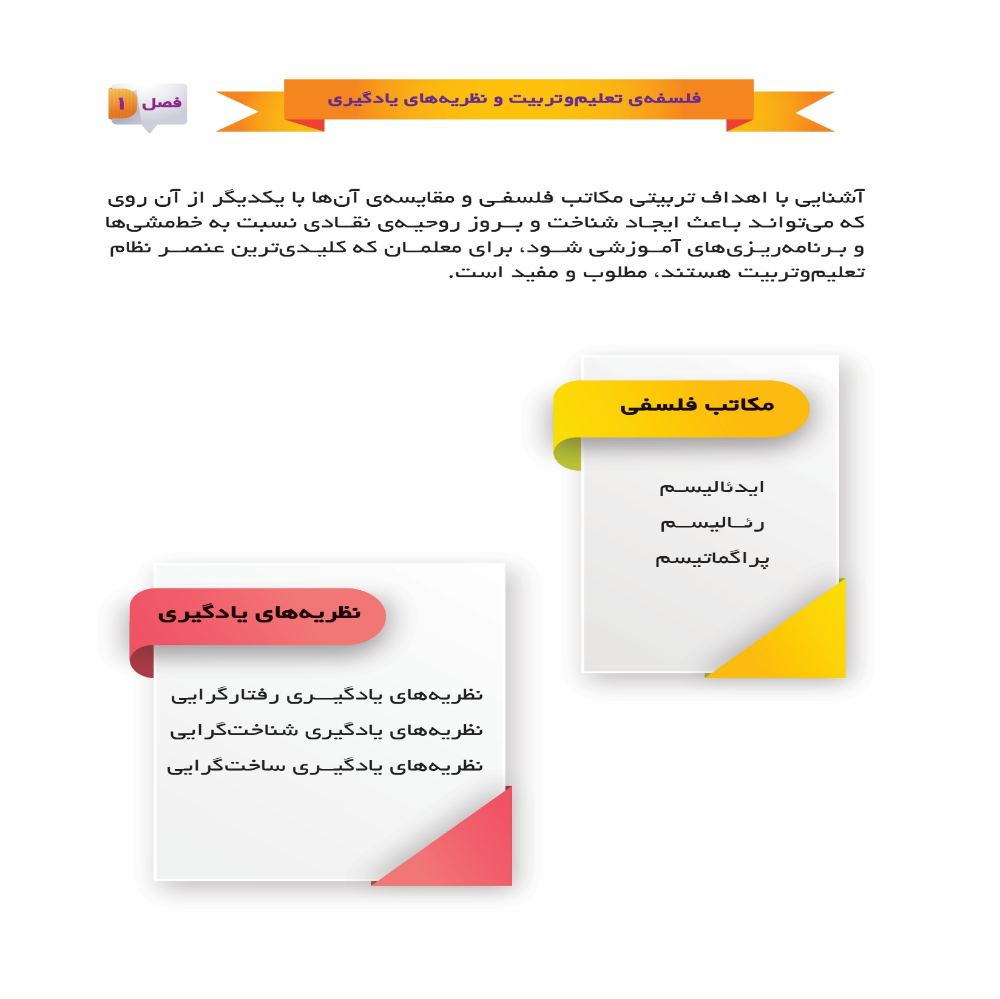 فصل ۱
فلسفه‌ی تعلیم‌وتربیت و نظریه‌های یادگیری
آشنایی با اهداف تربیتی مکاتب فلسفی و مقایسه‌ی آن‌ها با یکدیگر از آن روی
که می‌تواند باعث ایجاد شناخت و بروز روحیه‌ی نقادی نسبت به خط‌مشی‌ها
و برنامه‌ریزی‌های آموزشی شود، برای معلمان که کلیدی‌ترین عنصر نظام
تعلیم‌وتربیت هستند، مطلوب و مفید است.
مکاتب فلسفی
ایدئالیسم
رئالیسم
پراگماتیسم
نظریه‌های یادگیری
نظریه‌های یادگیری رفتارگرایی
نظریه‌های یادگیری شناخت‌گرایی
نظریه‌های یادگیری ساخت‌گرایی